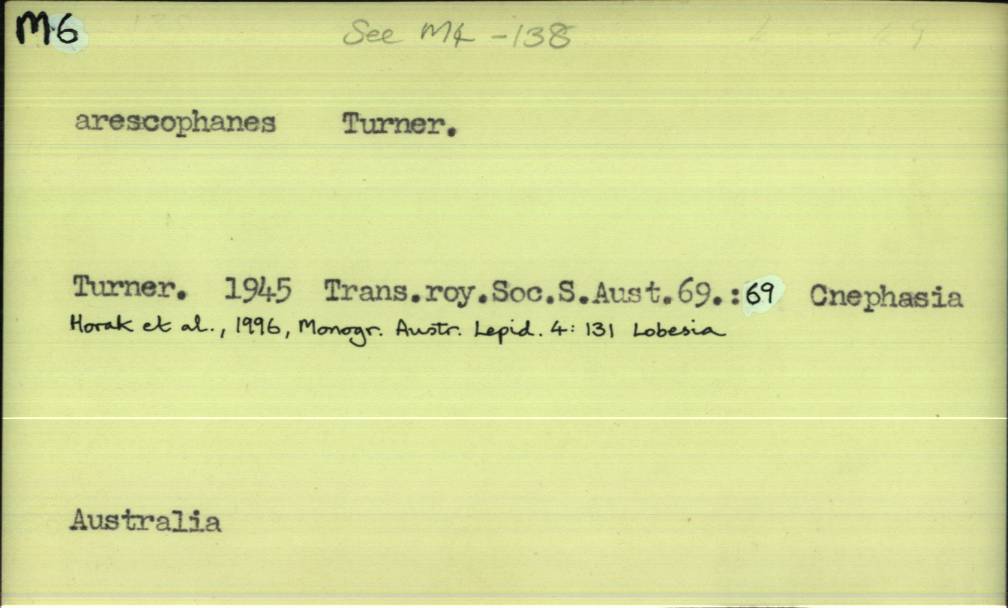 M6
See M4 -138
arescophanes Turner.
Turner. 1945 Trans.roy.Soc.S.Aust.69.:69 Cnephasia
Horak et al., 1996, Monogr. Austr. Lepid. 4: 131 Lobesia
Australia